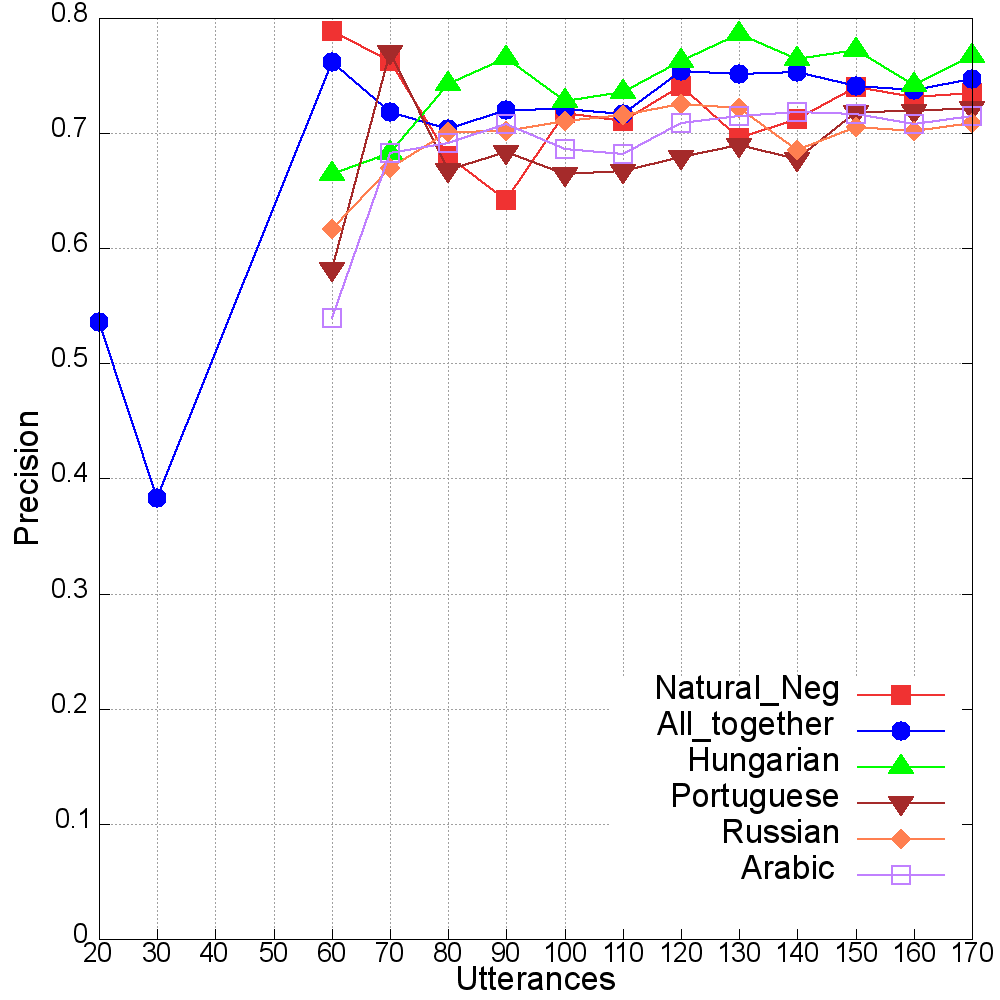 0.8
0.7
0.6
0.5
0.4
0.3
0.2
0.1
0
Precision
Natural_Neg
All_together
Hungarian
Portuguese
Russian
Arabic
20 30 40 50 60 70 80 90 100 110 120 130 140 150 160 170
Utterances